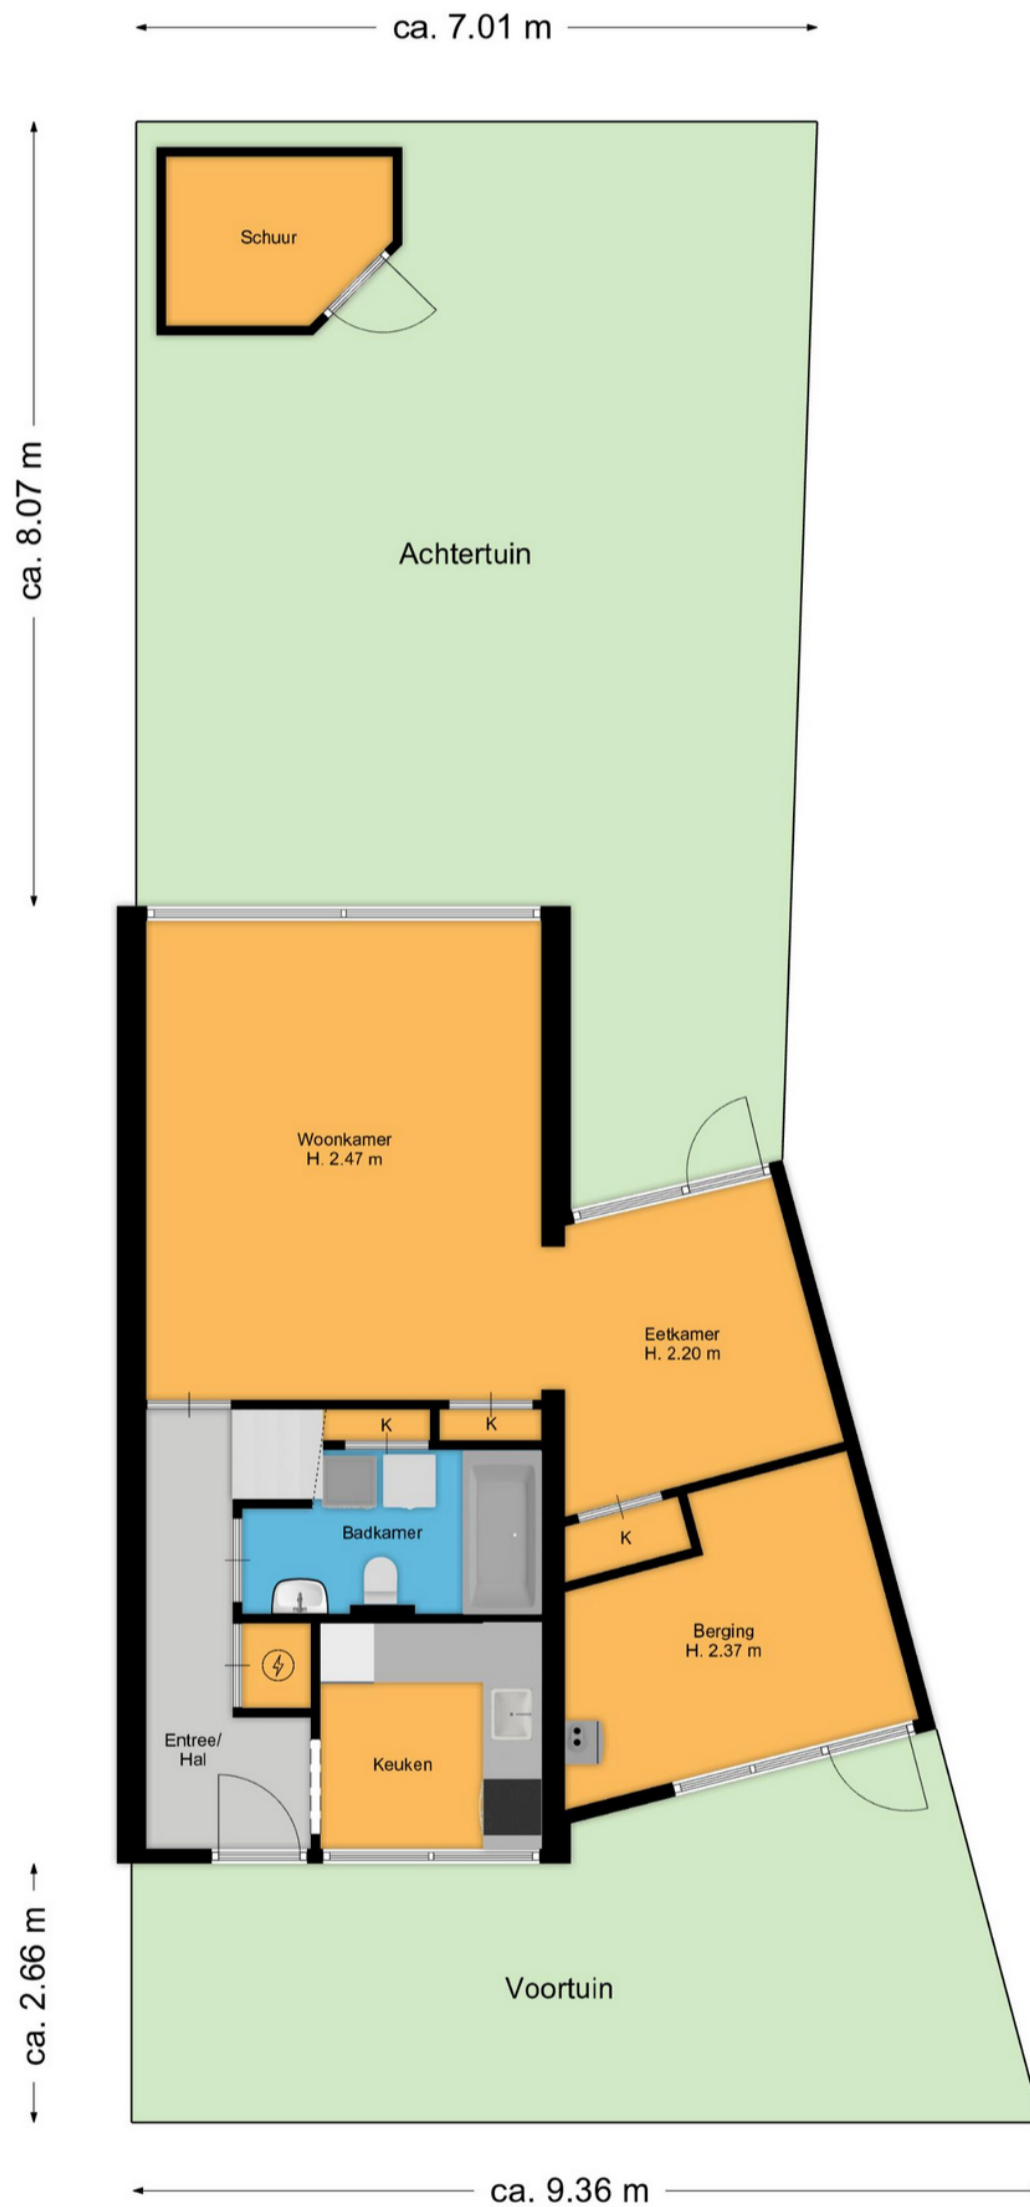 ca. 7.01 m
Schuur
ca. 8.07 m
Achtertuin
Woonkamer
H. 2.47 m
Eetkamer
H. 2.20 m
K
K
Badkamer
K
Berging
H. 2.37 m
Entree/
Hal
Keuken
ca. 2.66 m
Voortuin
ca. 9.36 m